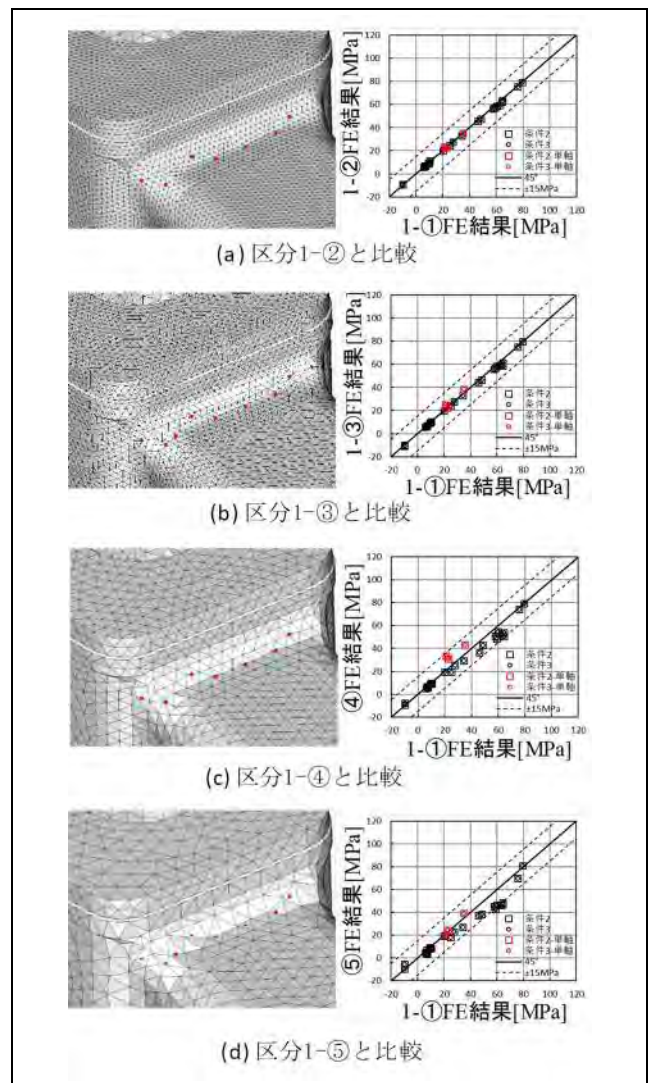 120
100
80
60
40
20
0
-20
1-②FE結果[MPa]
□ 条件2
○ 条件3
□ 条件2-単軸
○ 条件3-単軸
45°
±15MPa
-20 0 20 40 60 80 100 120
1-①FE結果[MPa]
(a) 区分1-②と比較
120
100
80
60
40
20
0
-20
1-③FE結果[MPa]
□ 条件2
○ 条件3
□ 条件2-単軸
○ 条件3-単軸
45°
±15MPa
-20 0 20 40 60 80 100 120
1-①FE結果[MPa]
(b) 区分1-③と比較
120
100
80
60
40
20
0
-20
④FE結果[MPa]
□ 条件2
○ 条件3
□ 条件2-単軸
○ 条件3-単軸
45°
±15MPa
-20 0 20 40 60 80 100 120
1-①FE結果[MPa]
(c) 区分1-④と比較
120
100
80
60
40
20
0
-20
⑤FE結果[MPa]
□ 条件2
○ 条件3
□ 条件2-単軸
○ 条件3-単軸
45°
±15MPa
-20 0 20 40 60 80 100 120
1-①FE結果[MPa]
(d) 区分1-⑤と比較